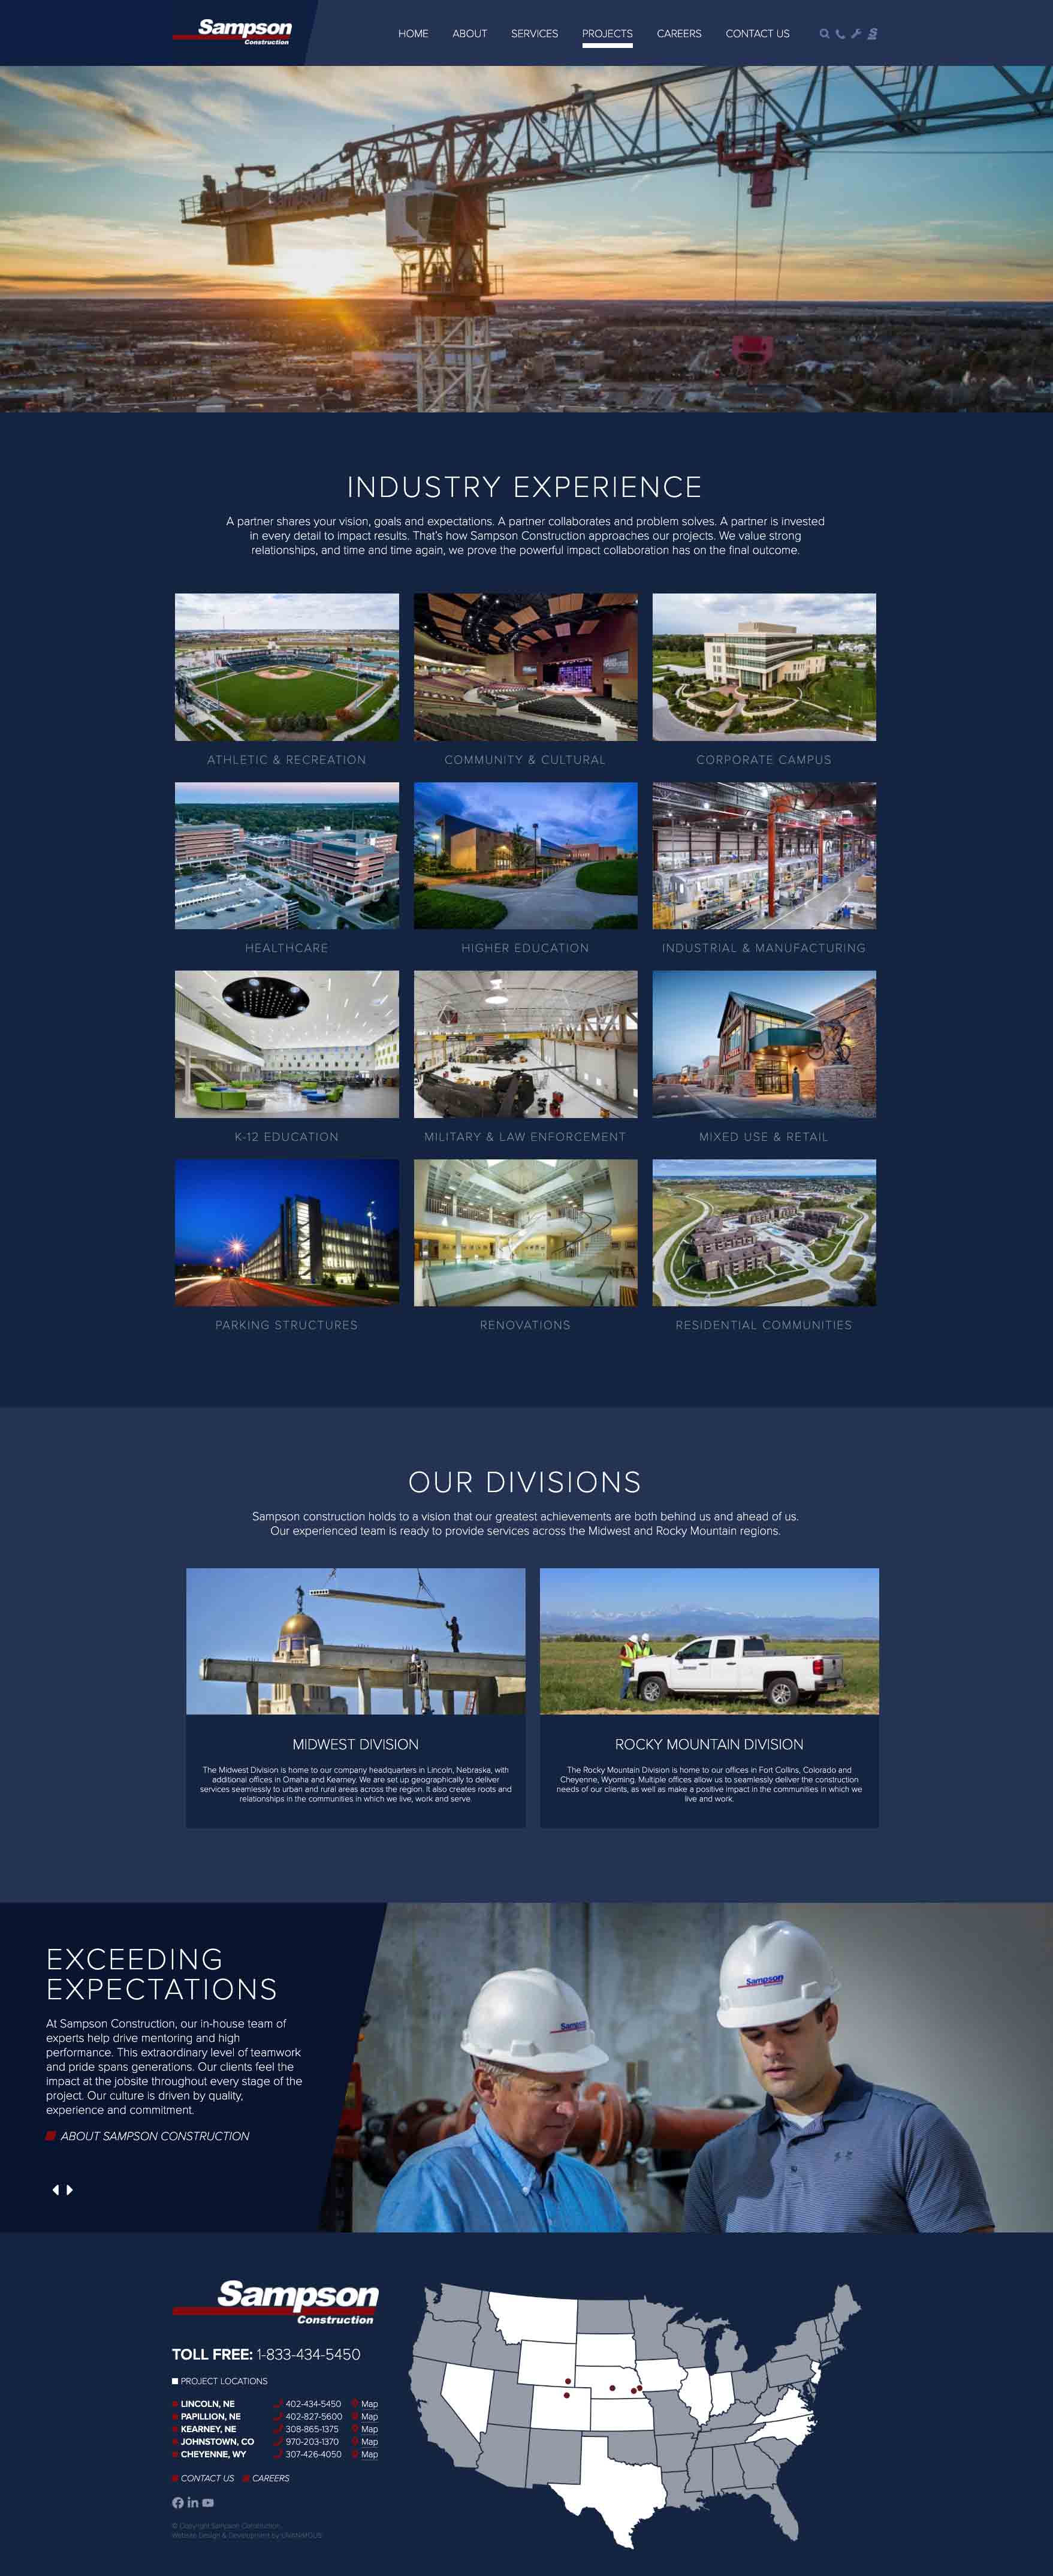 Sampson
Construction
HOME ABOUT SERVICES PROJECTS CAREERS CONTACT US
INDUSTRY EXPERIENCE
A partner shares your vision, goals and expectations. A partner collaborates and problem solves. A partner is invested
in every detail to impact results. That's how Sampson Construction approaches our projects. We value strong
relationships, and time and time again, we prove the powerful impact collaboration has on the final outcome.
ATHLETIC & RECREATION
COMMUNITY & CULTURAL
CORPORATE CAMPUS
HEALTHCARE
HIGHER EDUCATION
INDUSTRIAL & MANUFACTURING
K-12 EDUCATION
MILITARY & LAW ENFORCEMENT
MIXED USE & RETAIL
PARKING STRUCTURES
RENOVATIONS
RESIDENTIAL COMMUNITIES
OUR DIVISIONS
Sampson construction holds to a vision that our greatest achievements are both behind us and ahead of us.
Our experienced team is ready to provide services across the Midwest and Rocky Mountain regions.
MIDWEST DIVISION
The Midwest Division is home to our company headquarters in Lincoln, Nebraska, with
additional offices in Omaha and Kearney. We are set up geographically to deliver
services seamlessly to urban and rural areas across the region. It also creates roots and
relationships in the communities in which we live, work and serve.
ROCKY MOUNTAIN DIVISION
The Rocky Mountain Division is home to our offices in Fort Collins, Colorado and
Cheyenne, Wyoming. Multiple offices allow us to seamlessly deliver the construction
needs of our clients, as well as make a positive impact in the communities in which we
live and work.
EXCEEDING
EXPECTATIONS
At Sampson Construction, our in-house team of
experts help drive mentoring and high
performance. This extraordinary level of teamwork
and pride spans generations. Our clients feel the
impact at the jobsite throughout every stage of the
project. Our culture is driven by quality,
experience and commitment.
ABOUT SAMPSON CONSTRUCTION
Sampson
Sampson
Sampson
Construction
TOLL FREE: 1-833-434-5450
PROJECT LOCATIONS
LINCOLN, NE 402-434-5450 Map
PAPILLION, NE 402-827-5600 Map
KEARNEY, NE 308-865-1375 Map
JOHNSTOWN, CO 970-203-1370 Map
CHEYENNE, WY 307-426-4050 Map
CONTACT US CAREERS
© Copyright Sampson Construction.
Website Design & Development by UNANIMOUS